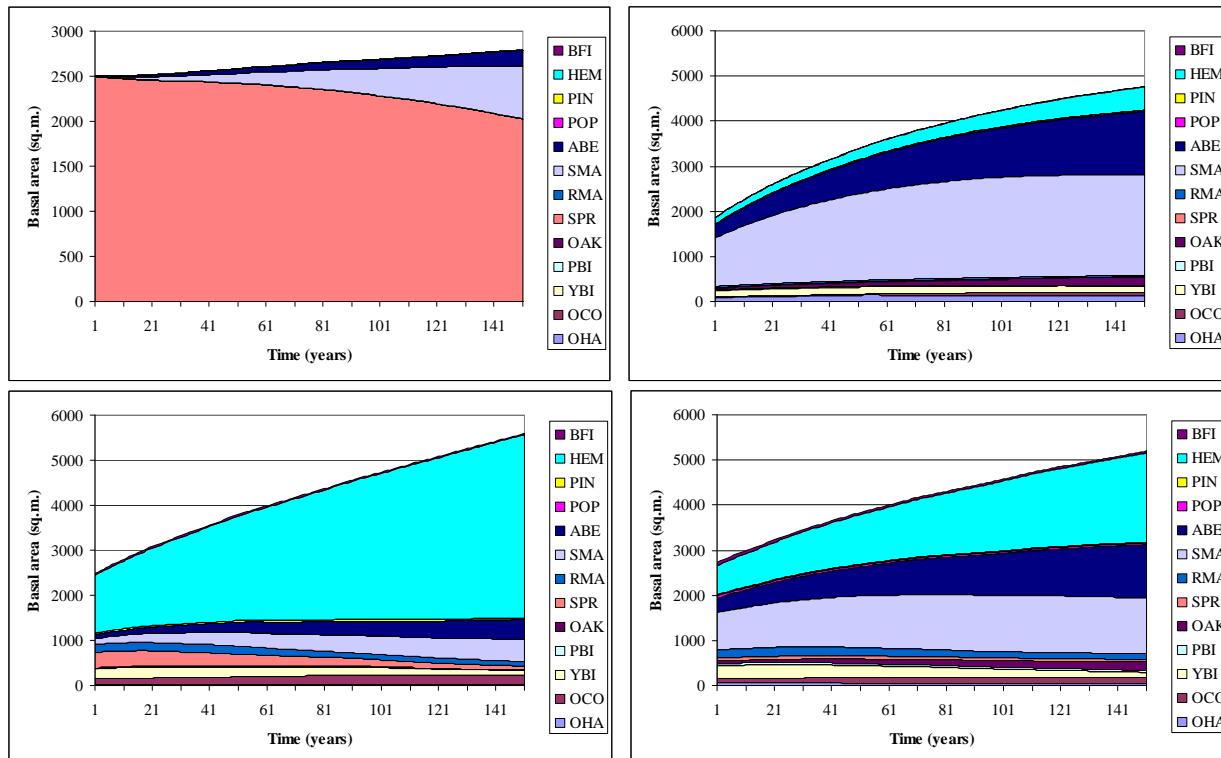 3000
2500
2000
1500
1000
500
0
Basal area (sq.m.)
1 21 41 61 81 101 121 141
Time (years)
BFI
HEM
PIN
POP
ABE
SMA
RMA
SPR
OAK
PBI
YBI
OCO
OHA
6000
5000
4000
3000
2000
1000
0
Basal area (sq.m.)
1 21 41 61 81 101 121 141
Time (years)
BFI
HEM
PIN
POP
ABE
SMA
RMA
SPR
OAK
PBI
YBI
OCO
OHA
6000
5000
4000
3000
2000
1000
0
Basal area (sq.m.)
1 21 41 61 81 101 121 141
Time (years)
BFI
HEM
PIN
POP
ABE
SMA
RMA
SPR
OAK
PBI
YBI
OCO
OHA
6000
5000
4000
3000
2000
1000
0
Basal area (sq.m.)
1 21 41 61 81 101 121 141
Time (years)
BFI
HEM
PIN
POP
ABE
SMA
RMA
SPR
OAK
PBI
YBI
OCO
OHA